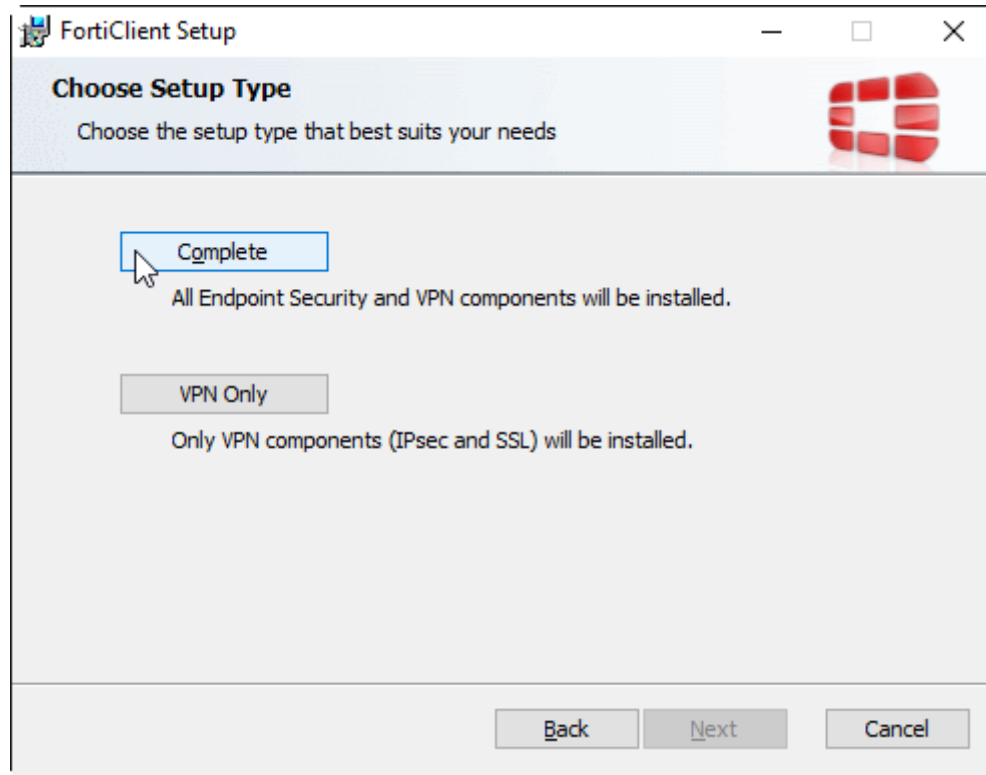 FortiClient Setup
Choose Setup Type
Choose the setup type that best suits your needs
Complete
All Endpoint Security and VPN components will be installed.
VPN Only
Only VPN components (IPsec and SSL) will be installed.
Back Next Cancel